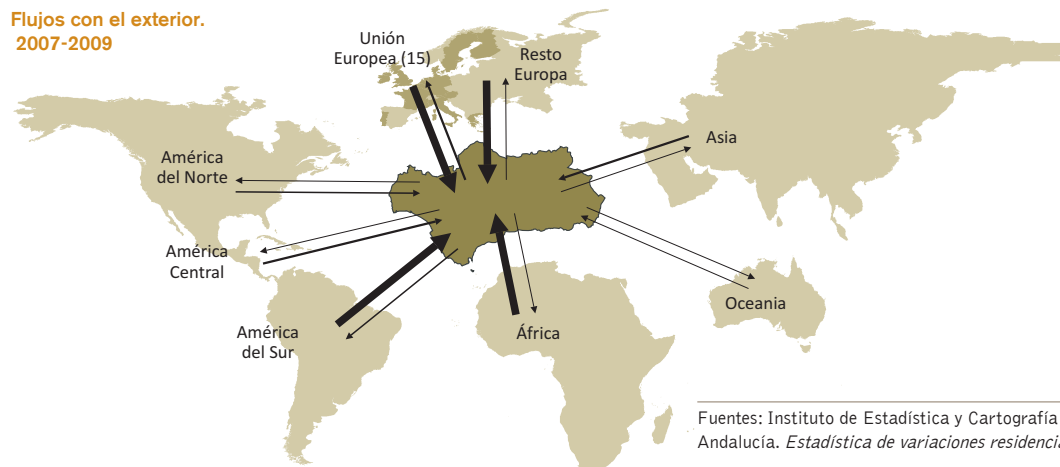 Flujos con el exterior.
2007-2009
Unión
Europea (15)
Resto
Europa
Asia
América
del Norte
América
Central
América
del Sur
África
Oceania
Fuentes: Instituto de Estadística y Cartografía
Andalucía. Estadística de variaciones